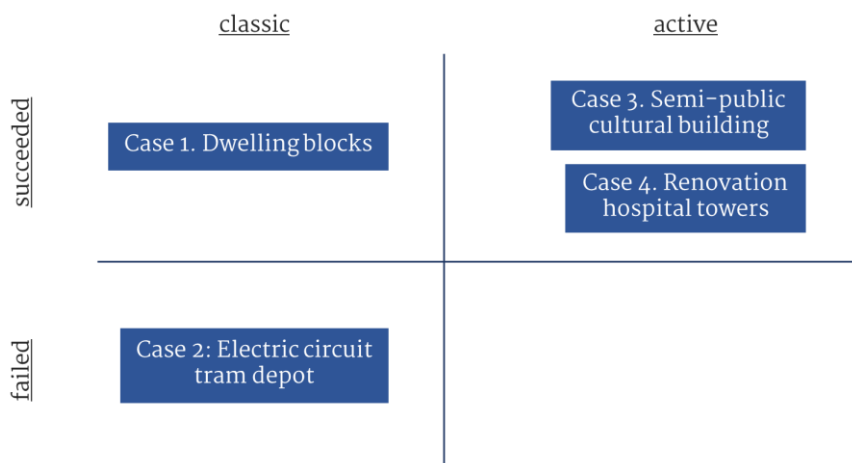 classic
active
succeeded
Case 1. Dwelling blocks
Case 3. Semi-public
cultural building
Case 4. Renovation
hospital towers
failed
Case 2: Electric circuit
tram depot